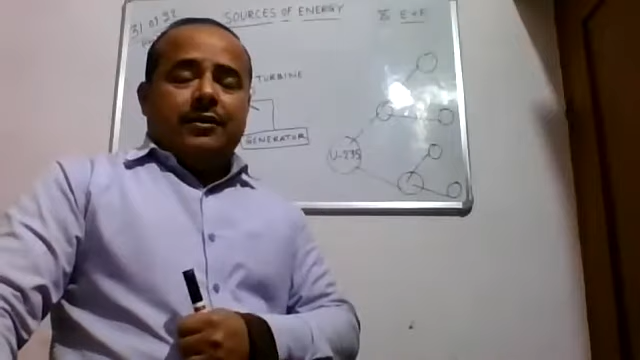 31 01 22
SOURCES OF ENERGY
X E+F
TURBINE
GENERATOR
U-235